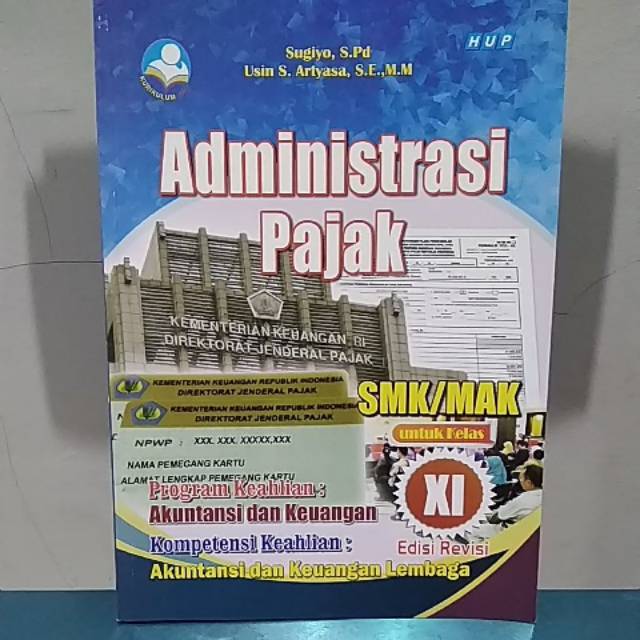 KURIKULUM
HUP
Sugiyo, S.Pd
Usin S. Artyasa, S.E.,M.M
Administrasi
Pajak
KEMENTERIAN KEUANGAN RI
DIREKTORAT JENDERAL PAJAK
KEMENTERIAN KEUANGAN REPUBLIK INDONESIA
DIREKTORAT JENDERAL PAJAK
KEMENTERIAN KEUANGAN REPUBLIK INDONESIA
DIREKTORAT JENDERAL PAJAK
SMK/MAK
untuk Kelas
XI
Edisi Revisi
NPWP : XXX. XXX. XXXXX,XXX
NAMA PEMEGANG KARTU
ALAMAT LENGKAP PEMEGANG KARTU
Program Keahlian :
Akuntansi dan Keuangan
Kompetensi Keahlian :
Akuntansi dan Keuangan Lembaga